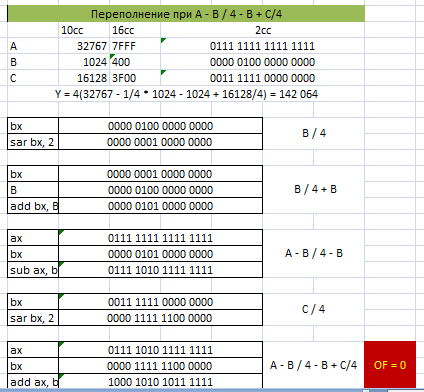 Переполнение при A - B / 4 - B + C/4
10cc 16cc 2cc
A 32767 7FFF 0111 1111 1111 1111
B 1024 400 0000 0100 0000 0000
C 16128 3F00 0011 1111 0000 0000
Y = 4(32767 - 1/4 * 1024 - 1024 + 16128/4) = 142 064
bx 0000 0100 0000 0000
B / 4
sar bx, 2 0000 0001 0000 0000
bx 0000 0001 0000 0000
B 0000 0100 0000 0000 B / 4 + B
add bx, B 0000 0101 0000 0000
ax 0111 1111 1111 1111
bx 0000 0101 0000 0000 A - B / 4 - B
sub ax, b 0111 1010 1111 1111
bx 0011 1111 0000 0000
C / 4
sar bx, 2 0000 1111 1100 0000
ax 0111 1010 1111 1111
bx 0000 1111 1100 0000 A - B / 4 - B + C/4 OF = 0
add ax, b 1000 1010 1011 1111